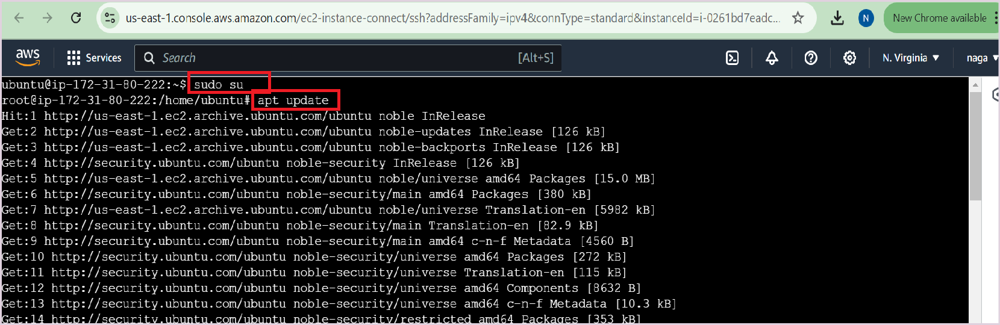 us-east-1.console.aws.amazon.com/ec2-instance-connect/ssh?addressFamily=ipv4&connType=standard&instanceId=i-0261bd7eadc...
N
New Chrome available
aws
Services
Search
[Alt+S]
N. Virginia
naga
ubuntu@ip-172-31-80-222:~$ sudo su
root@ip-172-31-80-222:/home/ubuntu# apt update
Hit:1 http://us-east-1.ec2.archive.ubuntu.com/ubuntu noble InRelease
Get:2 http://us-east-1.ec2.archive.ubuntu.com/ubuntu noble-updates InRelease [126 kB]
Get:3 http://us-east-1.ec2.archive.ubuntu.com/ubuntu noble-backports InRelease [126 kB]
Get:4 http://security.ubuntu.com/ubuntu noble-security InRelease [126 kB]
Get:5 http://us-east-1.ec2.archive.ubuntu.com/ubuntu noble/universe amd64 Packages [15.0 MB]
Get:6 http://security.ubuntu.com/ubuntu noble-security/main amd64 Packages [380 kB]
Get:7 http://us-east-1.ec2.archive.ubuntu.com/ubuntu noble/universe Translation-en [5982 kB]
Get:8 http://security.ubuntu.com/ubuntu noble-security/main Translation-en [82.9 kB]
Get:9 http://security.ubuntu.com/ubuntu noble-security/main amd64 c-n-f Metadata [4560 B]
Get:10 http://security.ubuntu.com/ubuntu noble-security/universe amd64 Packages [272 kB]
Get:11 http://security.ubuntu.com/ubuntu noble-security/universe Translation-en [115 kB]
Get:12 http://security.ubuntu.com/ubuntu noble-security/universe amd64 Components [8632 B]
Get:13 http://security.ubuntu.com/ubuntu noble-security/universe amd64 c-n-f Metadata [10.3 kB]
Get:14 http://security.ubuntu.com/ubuntu noble-security/restricted amd64 Packages [353 kB]